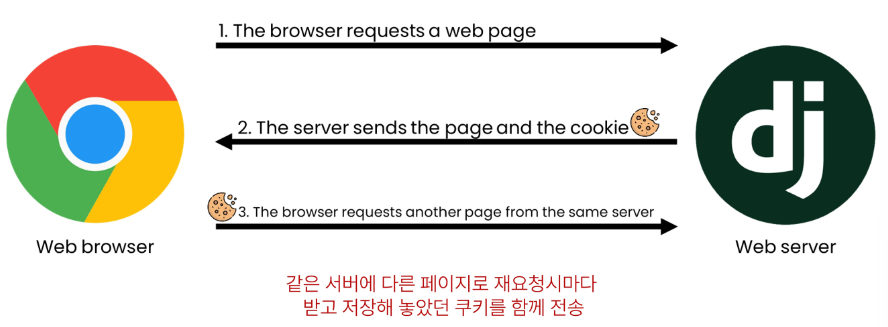 1. The browser requests a web page
2. The server sends the page and the cookie
3. The browser requests another page from the same server
dj
Web browser
Web server
같은 서버에 다른 페이지로 재요청시마다
받고 저장해 놓았던 쿠키를 함께 전송